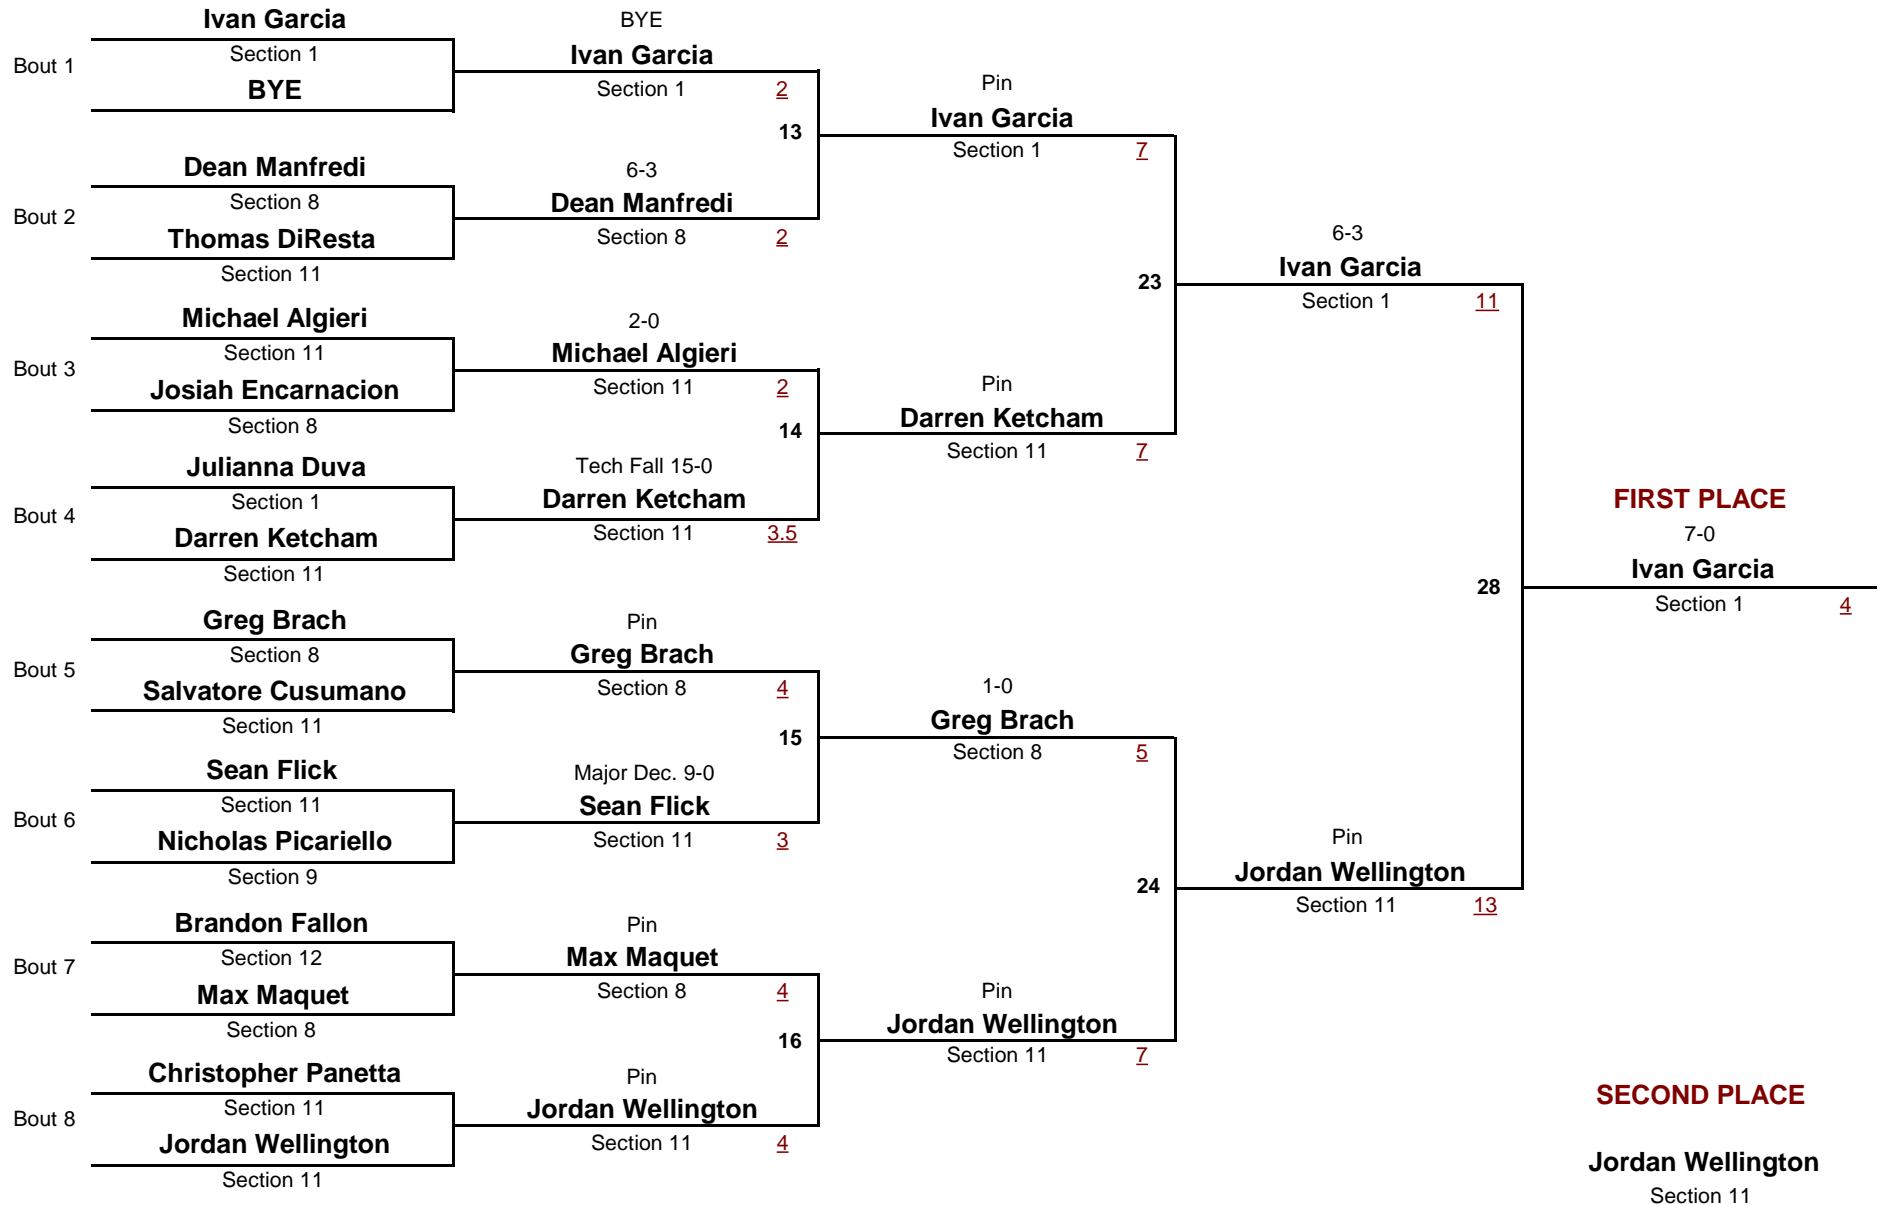 Ivan Garcia
Bout 1
Section 1
BYE
Dean Manfredi
Bout 2
Section 8
Thomas DiResta
Section 11
Michael Algieri
Bout 3
Section 11
Josiah Encarnacion
Section 8
Julianna Duva
Bout 4
Section 1
Darren Ketcham
Section 11
Greg Brach
Bout 5
Section 8
Salvatore Cusumano
Section 11
Sean Flick
Bout 6
Section 11
Nicholas Picariello
Section 9
Brandon Fallon
Bout 7
Section 12
Max Maquet
Section 8
Christopher Panetta
Bout 8
Section 11
Jordan Wellington
Section 11
BYE
Ivan Garcia
Section 1 2
13
6-3
Dean Manfredi
Section 8 2
2-0
Michael Algieri
Section 11 2
14
Tech Fall 15-0
Darren Ketcham
Section 11 3.5
Pin
Greg Brach
Section 8 4
15
Major Dec. 9-0
Sean Flick
Section 11 3
Pin
Max Maquet
Section 8 4
16
Pin
Jordan Wellington
Section 11 4
Pin
Ivan Garcia
Section 1 7
23
Pin
Darren Ketcham
Section 11 7
1-0
Greg Brach
Section 8 5
24
Pin
Jordan Wellington
Section 11 7
6-3
Ivan Garcia
Section 1 11
28
Pin
Jordan Wellington
Section 11 13
FIRST PLACE
7-0
Ivan Garcia
Section 1 4
SECOND PLACE
Jordan Wellington
Section 11